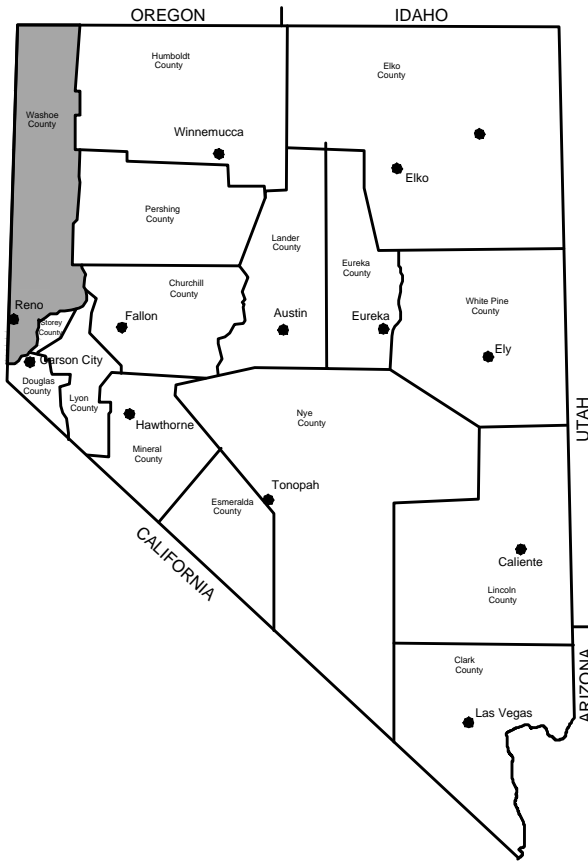 OREGON
IDAHO
Humboldt
County
Elko
County
Washoe
County
Winnemucca
Elko
Pershing
County
Lander
County
Eureka
County
Churchill
County
White Pine
County
Reno
Storey
County
Fallon
Austin
Eureka
Ely
Carson City
Douglas
County
Lyon
County
Hawthorne
Nye
County
UTAH
Mineral
County
Tonopah
Esmeralda
County
CALIFORNIA
Caliente
Lincoln
County
Clark
County
ARIZONA
Las Vegas